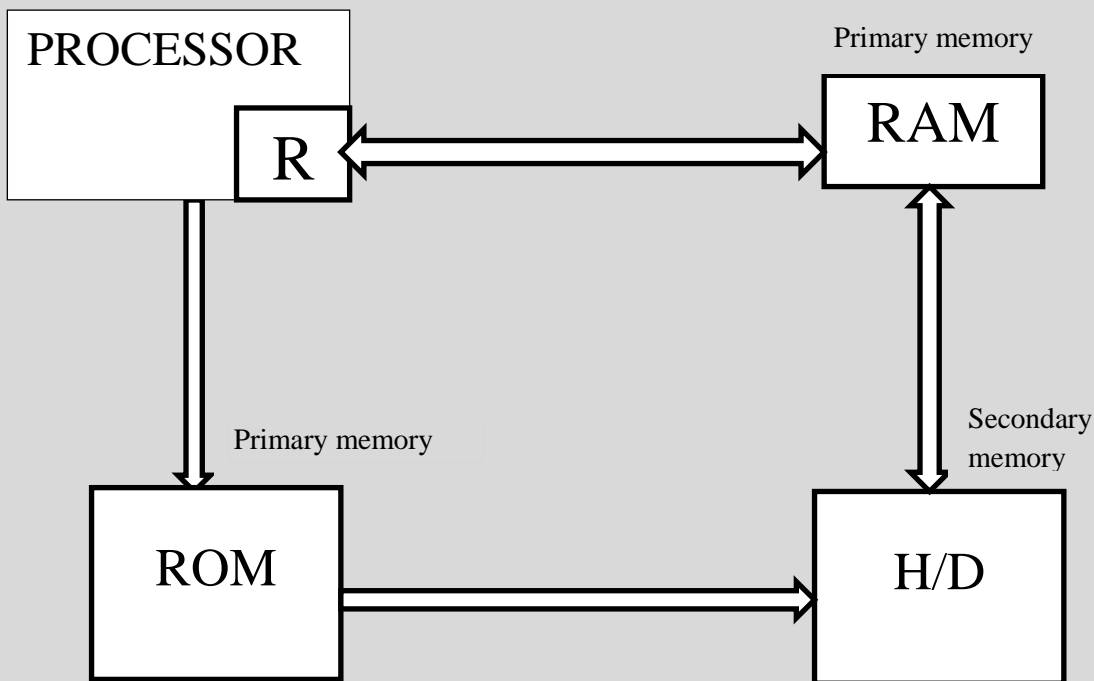 PROCESSOR
Primary memory
R
RAM
Primary memory
Secondary
memory
ROM
H/D